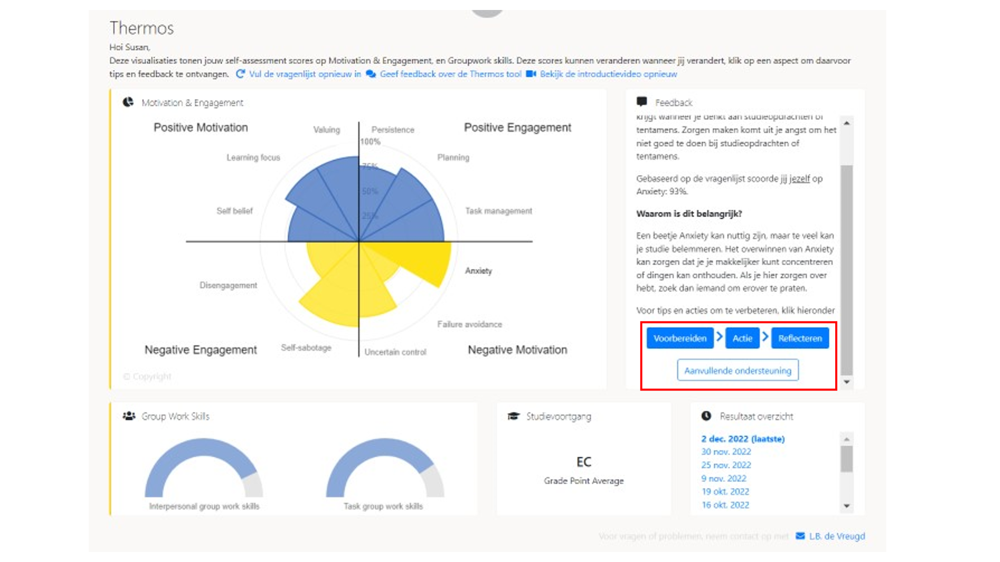 Thermos
Hoi Susan,
Deze visualisaties tonen jouw self-assessment scores op Motivation & Engagement, en Groupwork skills. Deze scores kunnen veranderen wanneer jij verandert, klik op een aspect om daarvoor
tips en feedback te ontvangen. Vul de vragenlijst opnieuw in Geef feedback over de Thermos tool Bekijk de introductievideo opnieuw
Motivation & Engagement
Positive Motivation
Valuing
Persistence
Positive Engagement
100%
Learning focus
Planning
75%
50%
Self belief
Task management
25%
Anxiety
Disengagement
Failure avoidance
Negative Engagement
Self-sabotage
Uncertain control
Negative Motivation
© Copyright
Feedback
krijgt wanneer je denkt aan studieopdrachten of
tentamens. Zorgen maken komt uit je angst om het
niet goed te doen bij studieopdrachten of
tentamens.
Gebaseerd op de vragenlijst scoorde jij jezelf op
Anxiety: 93%.
Waarom is dit belangrijk?
Een beetje Anxiety kan nuttig zijn, maar te veel kan
je studie belemmeren. Het overwinnen van Anxiety
kan zorgen dat je je makkelijker kunt concentreren
of dingen kan onthouden. Als je hier zorgen over
hebt, zoek dan iemand om erover te praten.
Voor tips en acties om te verbeteren, klik hieronder
Voorbereiden > Actie > Reflecteren
Aanvullende ondersteuning
Group Work Skills
Interpersonal group work skills
Task group work skills
Studievoortgang
EC
Grade Point Average
Resultaat overzicht
2 dec. 2022 (laatste)
30 nov. 2022
25 nov. 2022
9 nov. 2022
19 okt. 2022
16 okt. 2022
Voor vragen of problemen, neem contact op met L.B. de Vreugd